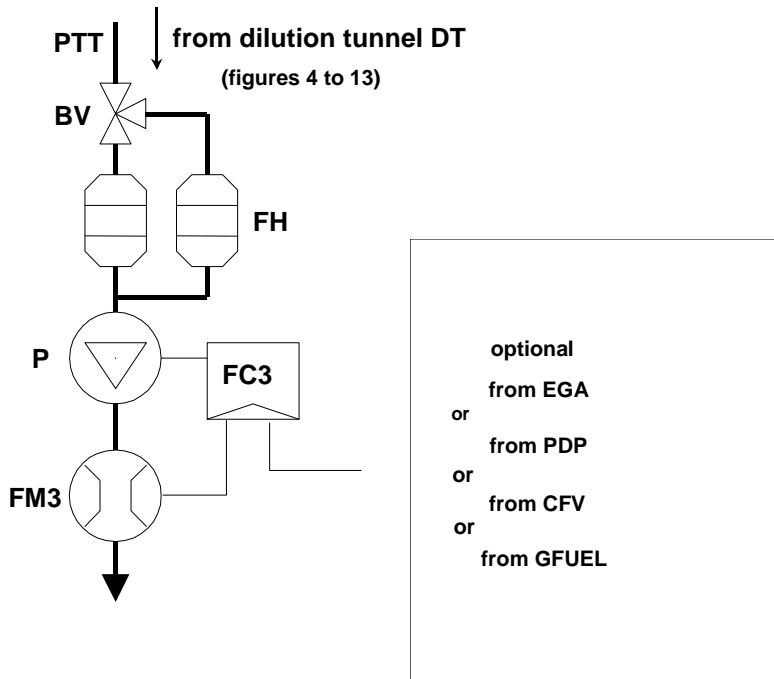 PTT
from dilution tunnel DT
(figures 4 to 13)
BV
FH
P
FC3
FM3
optional
from EGA
or
from PDP
or
from CFV
or
from GFUEL